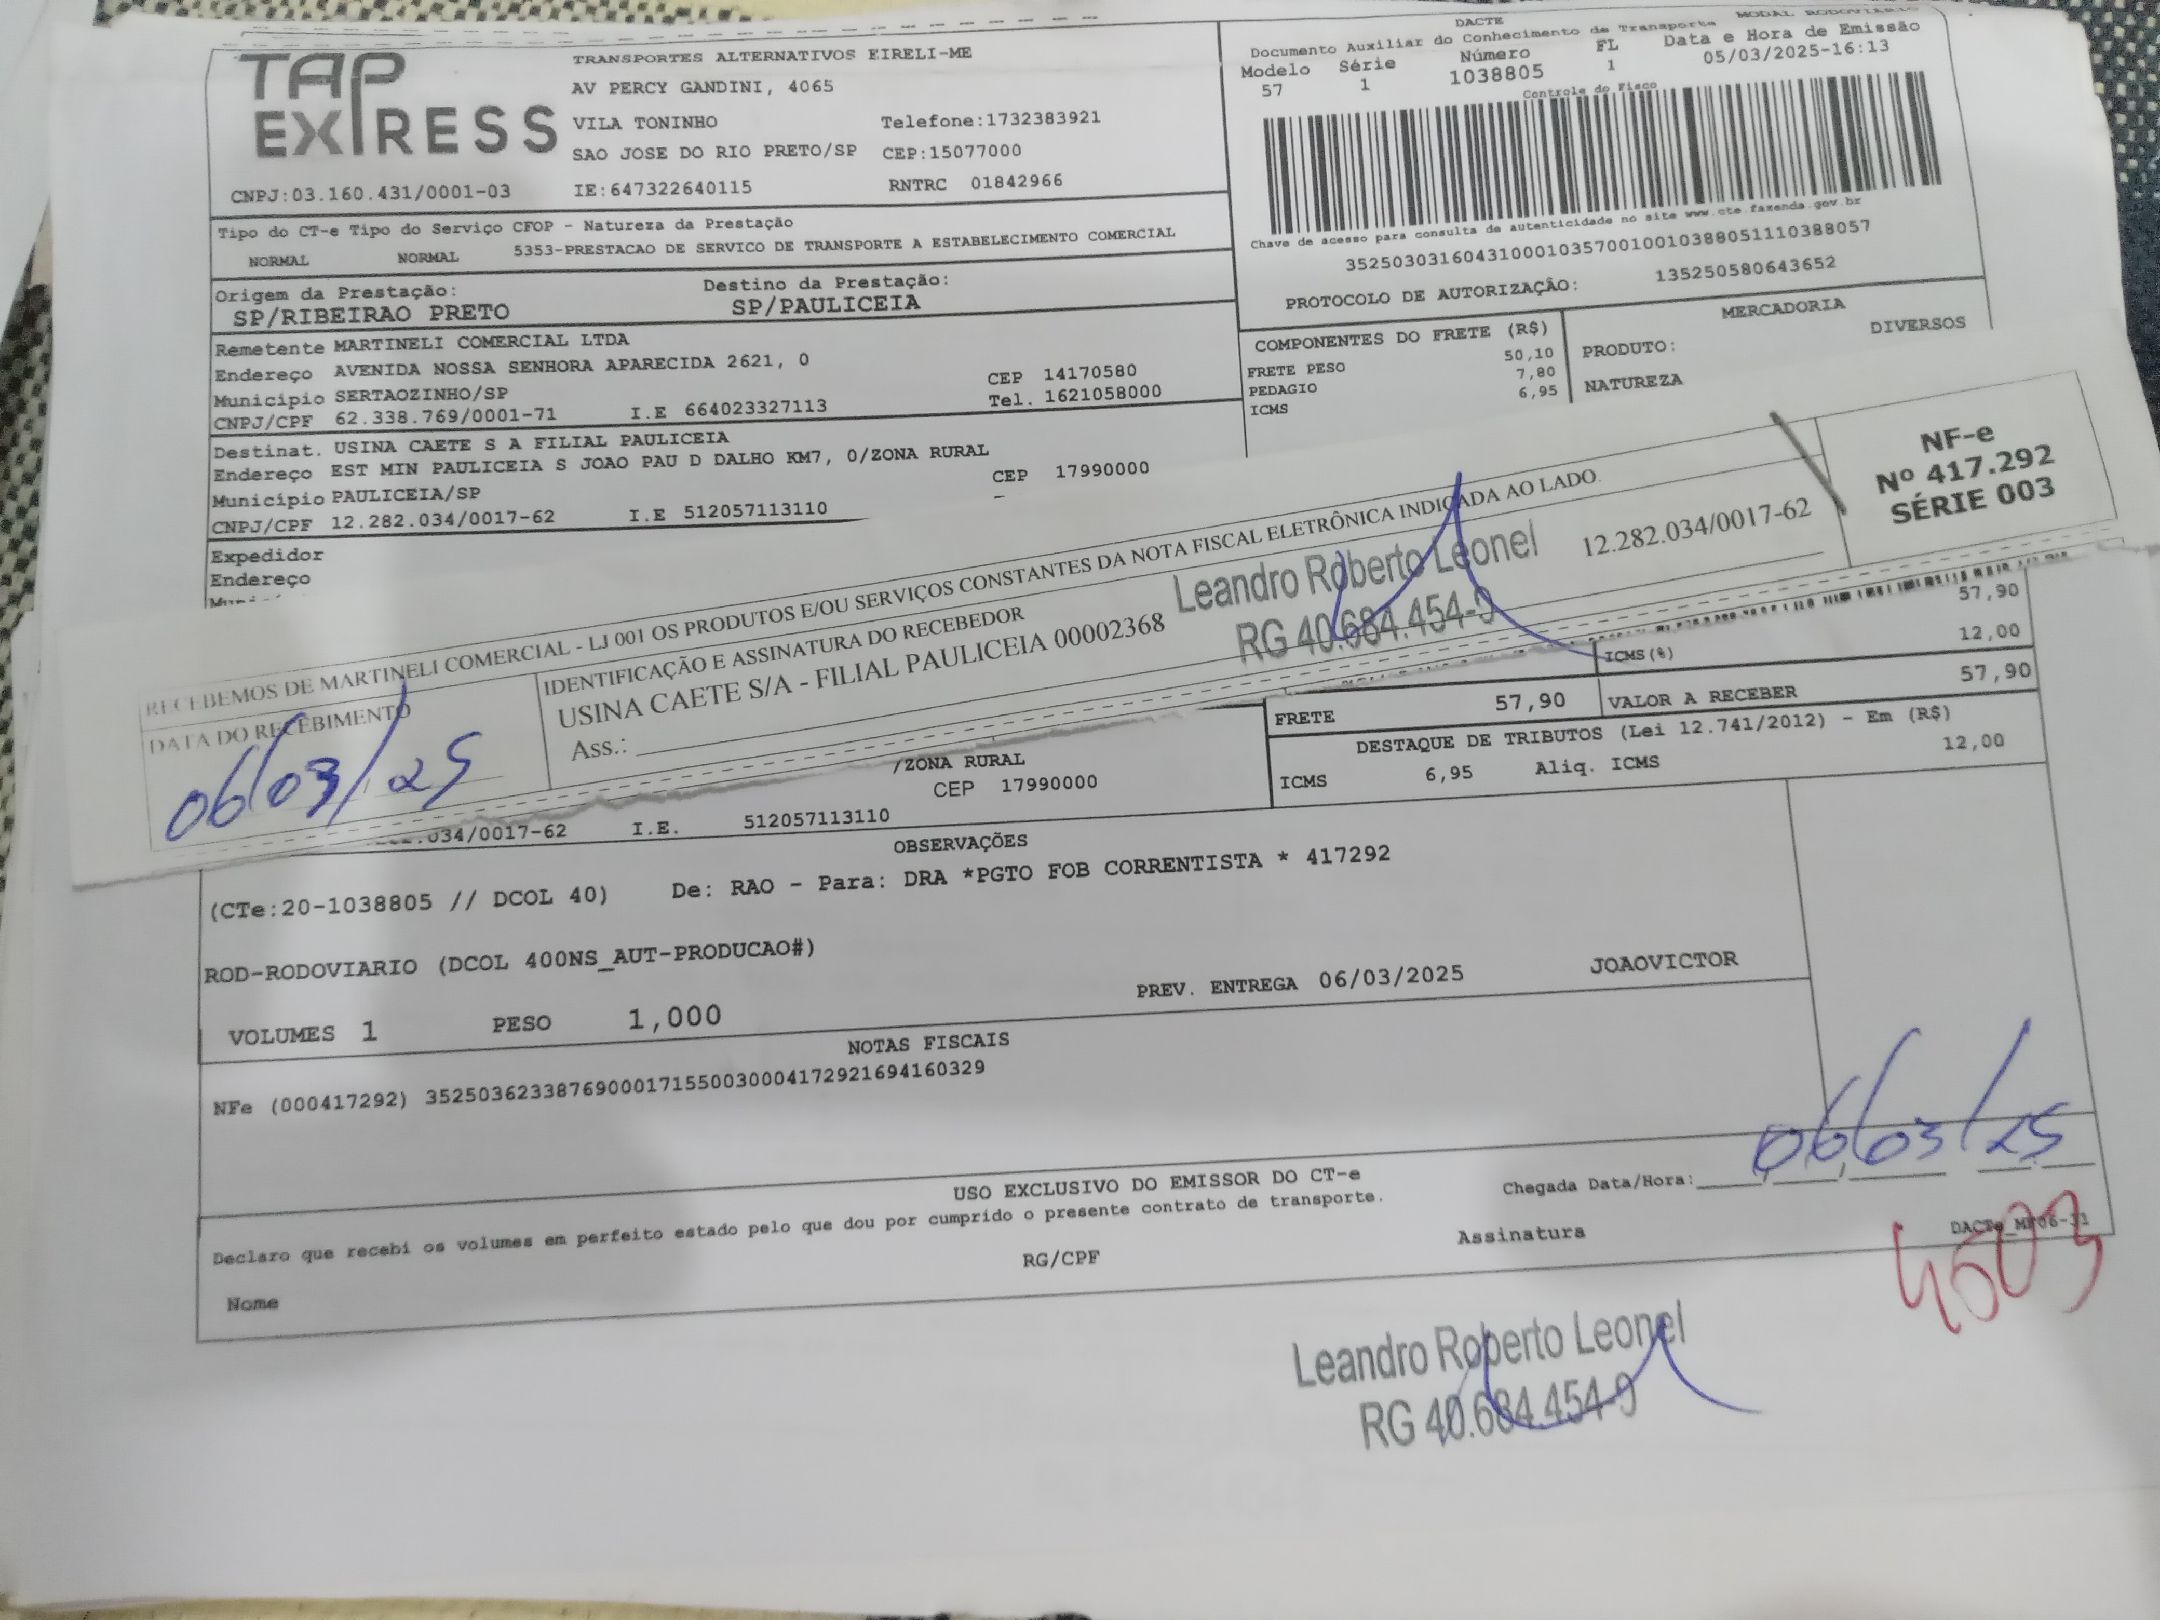 TAP EXPRESS
TRANSPORTES ALTERNATIVOS EIRELI-ME
AV PERCY GANDINI, 4065
VILA TONINHO Telefone:1732383921
SAO JOSE DO RIO PRETO/SP CEP:15077000
CNPJ:03.160.431/0001-03 IE:647322640115 RNTRC 01842966
DACTE MODAL RODOVIARIO
Documento Auxiliar do Conhecimento de Transporte
Modelo Série Número FL Data e Hora de Emissão
57 1 1038805 1 05/03/2025-16:13
Controle do Fisco
Chave de acesso para consulta de autenticidade no site www.cte.fazenda.gov.br
35250303160431000103570010010388051110388057
PROTOCOLO DE AUTORIZAÇÃO: 135250580643652
Tipo do CT-e Tipo do Serviço CFOP - Natureza da Prestação
NORMAL NORMAL 5353-PRESTACAO DE SERVICO DE TRANSPORTE A ESTABELECIMENTO COMERCIAL
Origem da Prestação: Destino da Prestação:
SP/RIBEIRAO PRETO SP/PAULICEIA
Remetente MARTINELI COMERCIAL LTDA
Endereço AVENIDA NOSSA SENHORA APARECIDA 2621, 0
Município SERTAOZINHO/SP CEP 14170580
CNPJ/CPF 62.338.769/0001-71 I.E 664023327113 Tel. 1621058000
Destinat. USINA CAETE S A FILIAL PAULICEIA
Endereço EST MIN PAULICEIA S JOAO PAU D DALHO KM7, 0/ZONA RURAL
Município PAULICEIA/SP CEP 17990000
CNPJ/CPF 12.282.034/0017-62 I.E 512057113110 -
Expedidor
Endereço
COMPONENTES DO FRETE (R$)
FRETE PESO 50,10
PEDAGIO 7,80
ICMS 6,95
MERCADORIA
PRODUTO: DIVERSOS
NATUREZA
RECEBEMOS DE MARTINELI COMERCIAL - LJ 001 OS PRODUTOS E/OU SERVIÇOS CONSTANTES DA NOTA FISCAL ELETRÔNICA INDICADA AO LADO.
DATA DO RECEBIMENTO
06/03/25
IDENTIFICAÇÃO E ASSINATURA DO RECEBEDOR
USINA CAETE S/A - FILIAL PAULICEIA 00002368 12.282.034/0017-62
Ass.:
Leandro Roberto Leonel
RG 40.684.454-9
NF-e
Nº 417.292
SÉRIE 003
57,90
ICMS(%) 12,00
FRETE 57,90 VALOR A RECEBER 57,90
DESTAQUE DE TRIBUTOS (Lei 12.741/2012) - Em (R$)
ICMS 6,95 Aliq. ICMS 12,00
/ZONA RURAL
CEP 17990000
.034/0017-62 I.E. 512057113110
OBSERVAÇÕES
(CTe:20-1038805 // DCOL 40) De: RAO - Para: DRA *PGTO FOB CORRENTISTA * 417292
ROD-RODOVIARIO (DCOL 400NS_AUT-PRODUCAO#)
PREV. ENTREGA 06/03/2025 JOAOVICTOR
VOLUMES 1 PESO 1,000
NOTAS FISCAIS
NFe (000417292) 35250362338769000171550030004172921694160329
USO EXCLUSIVO DO EMISSOR DO CT-e
Declaro que recebi os volumes em perfeito estado pelo que dou por cumprido o presente contrato de transporte.
Chegada Data/Hora: 06/03/25
Nome RG/CPF Assinatura
4503
Leandro Roberto Leonel
RG 40.684.454-9